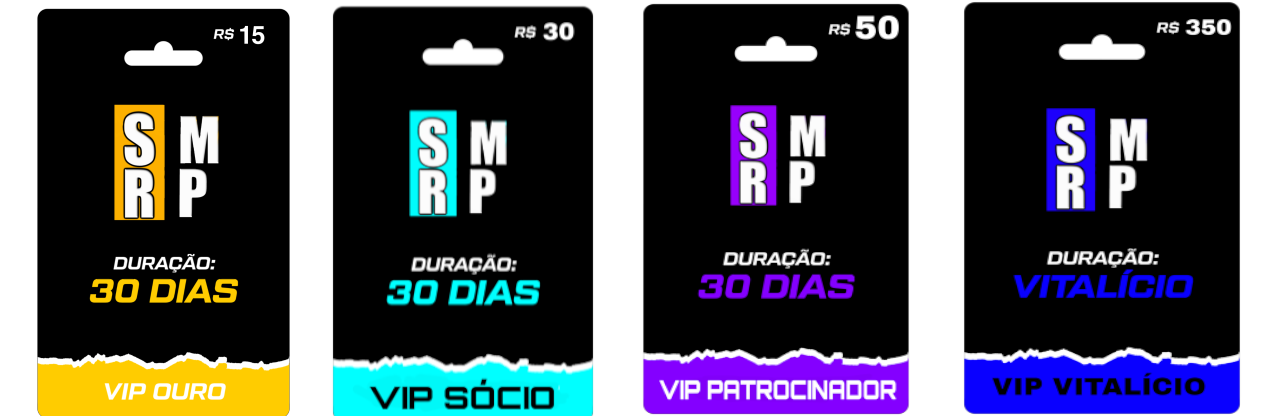 R$ 15
S M
R P
DURAÇÃO:
30 DIAS
VIP OURO
R$ 30
S M
R P
DURAÇÃO:
30 DIAS
VIP SÓCIO
R$ 50
S M
R P
DURAÇÃO:
30 DIAS
VIP PATROCINADOR
R$ 350
S M
R P
DURAÇÃO:
VITALÍCIO
VIP VITALÍCIO